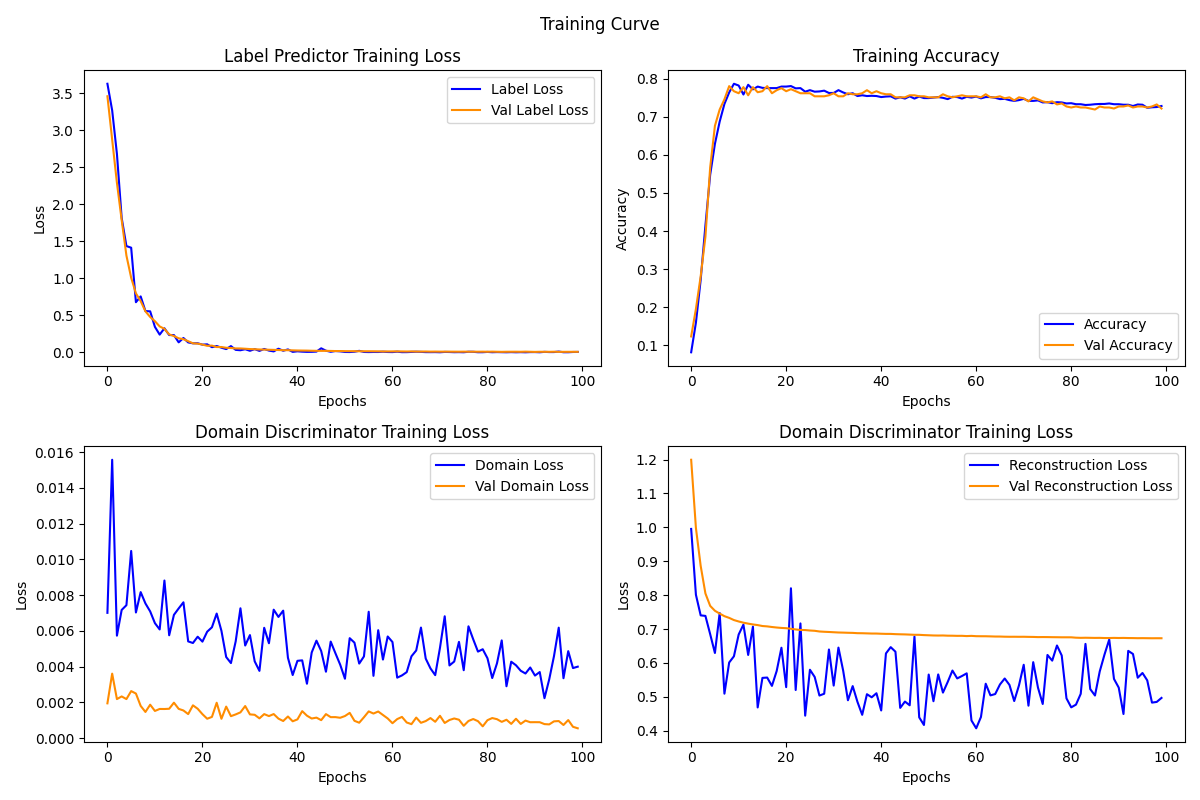 Training Curve
Label Predictor Training Loss
Loss
3.5
3.0
2.5
2.0
1.5
1.0
0.5
0.0
Label Loss
Val Label Loss
0 20 40 60 80 100
Epochs
Training Accuracy
Accuracy
0.8
0.7
0.6
0.5
0.4
0.3
0.2
0.1
Accuracy
Val Accuracy
0 20 40 60 80 100
Epochs
Domain Discriminator Training Loss
Loss
0.016
0.014
0.012
0.010
0.008
0.006
0.004
0.002
0.000
Domain Loss
Val Domain Loss
0 20 40 60 80 100
Epochs
Domain Discriminator Training Loss
Loss
1.2
1.1
1.0
0.9
0.8
0.7
0.6
0.5
0.4
Reconstruction Loss
Val Reconstruction Loss
0 20 40 60 80 100
Epochs